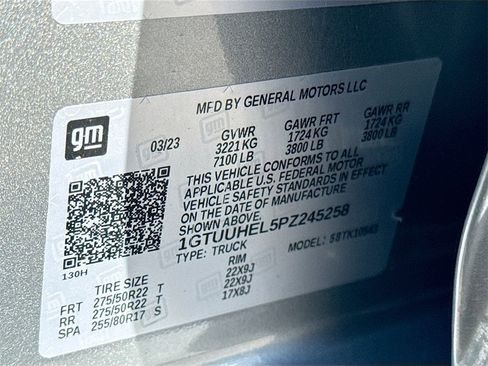 MFD BY GENERAL MOTORS LLC
gm
03/23 GVWR GAWR FRT GAWR RR
3221 KG 1724 KG 1724 KG
7100 LB 3800 LB 3800 LB
THIS VEHICLE CONFORMS TO ALL
APPLICABLE U.S. FEDERAL MOTOR
VEHICLE SAFETY STANDARDS IN EFFECT
ON THE DATE OF MANUFACTURE SHOWN ABOVE.
1GTUUHEL5PZ245258
TYPE: TRUCK
130H
TIRE SIZE RIM
FRT 275/50R22 T 22X9J
RR 275/50R22 T 22X9J
SPA 255/80R17 S 17X8J